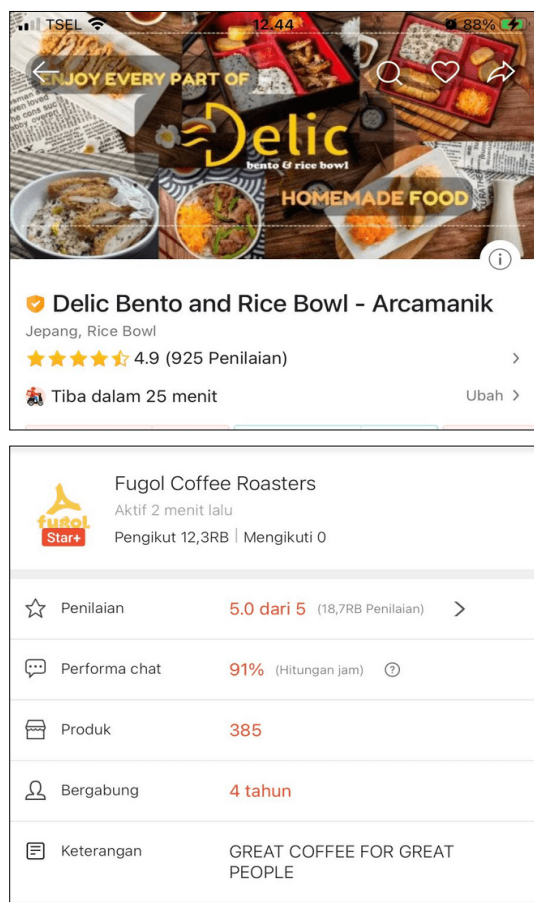 TSEL 12.44 88%
ENJOY EVERY PART OF
Delic
bento & rice bowl
HOMEMADE FOOD
Delic Bento and Rice Bowl - Arcamanik
Jepang, Rice Bowl
4.9 (925 Penilaian)
Tiba dalam 25 menit Ubah
Fugol Coffee Roasters
Aktif 2 menit lalu
fugol
Star+
Pengikut 12,3RB Mengikuti 0
Penilaian 5.0 dari 5 (18,7RB Penilaian)
Performa chat 91% (Hitungan jam)
Produk 385
Bergabung 4 tahun
Keterangan GREAT COFFEE FOR GREAT
PEOPLE